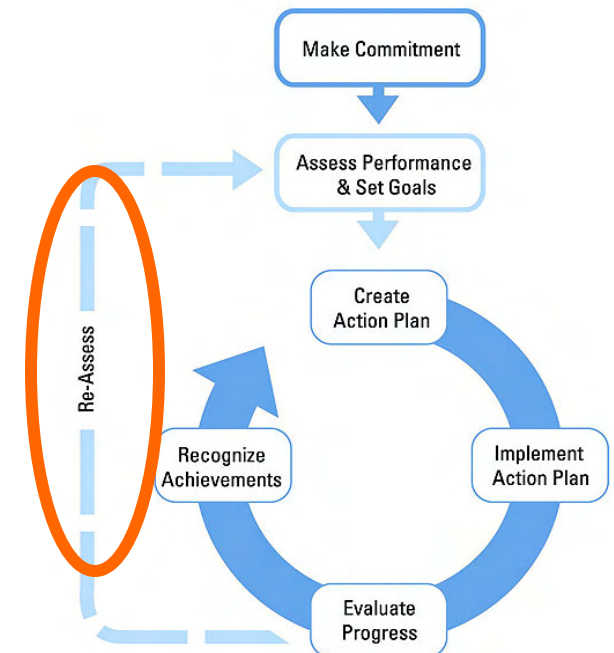 Make Commitment
Assess Performance
& Set Goals
Create
Action Plan
Re-Assess
Recognize
Achievements
Implement
Action Plan
Evaluate
Progress